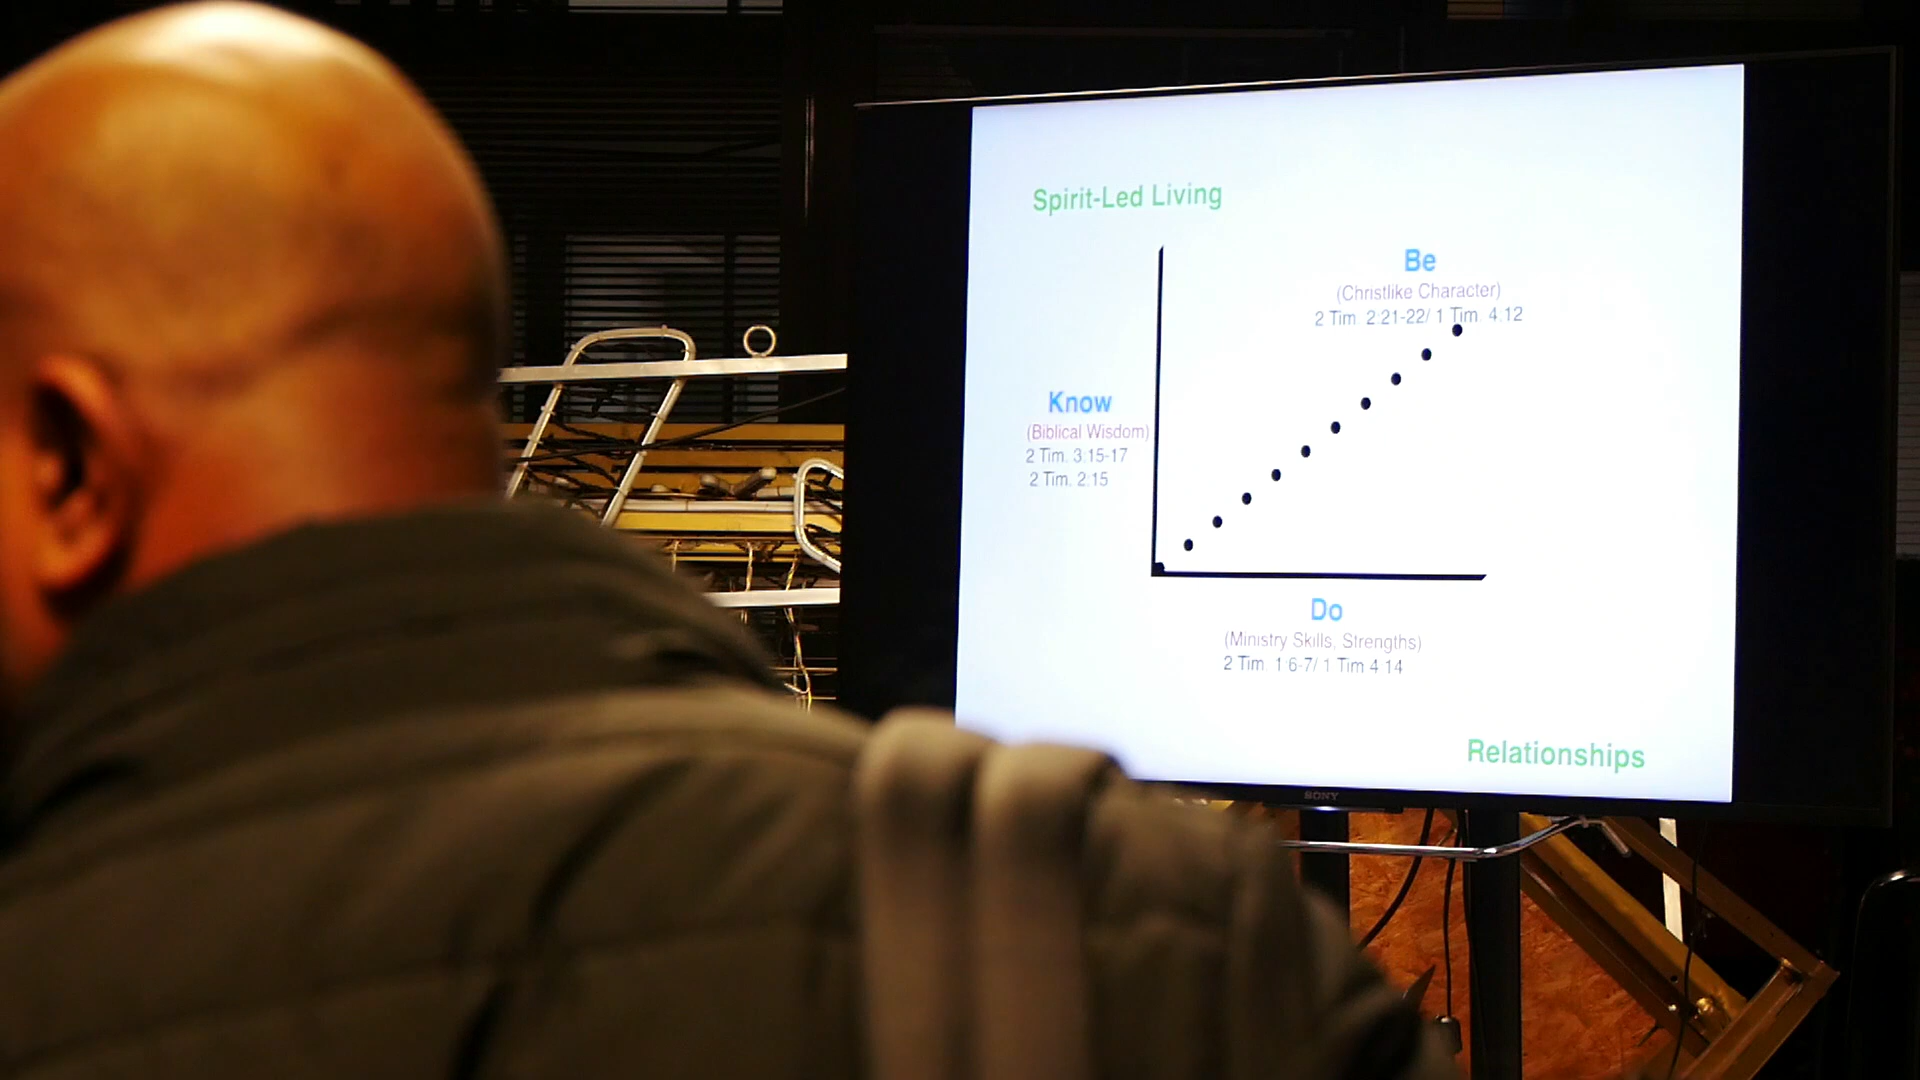 Spirit-Led Living
Be
(Christlike Character)
2 Tim. 2:21-22/ 1 Tim. 4:12
Know
(Biblical Wisdom)
2 Tim. 3:15-17
2 Tim. 2:15
Do
(Ministry Skills, Strengths)
2 Tim. 1:6-7/ 1 Tim 4:14
Relationships
SONY